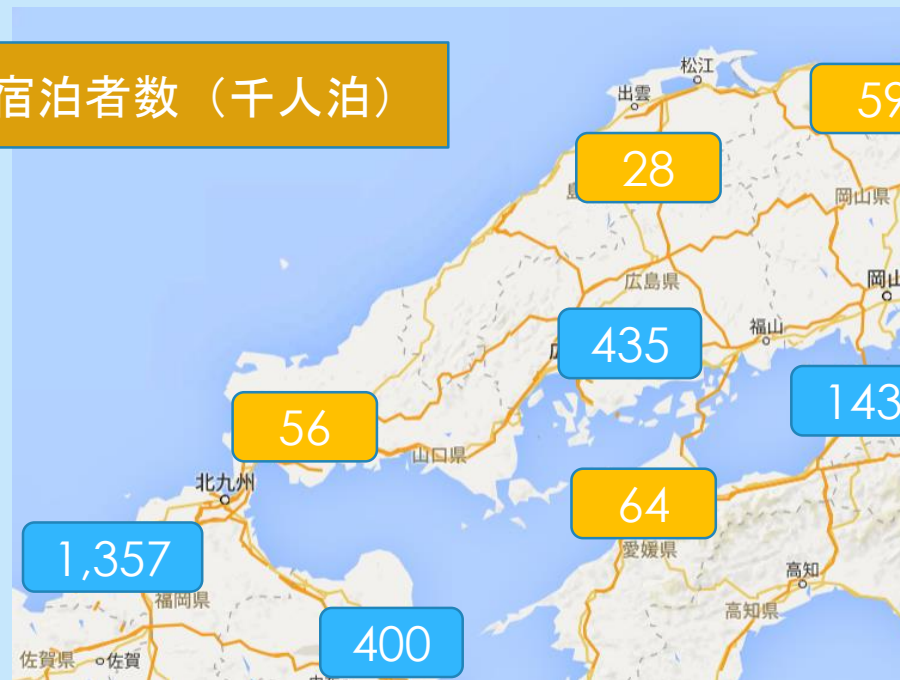 宿泊者数（千人泊）
松江
出雲
59
28
岡山県
広島県
岡山
福山
435
143
56
山口県
北九州
64
1,357
愛媛県
高知
福岡県
高知県
400
佐賀県
佐賀